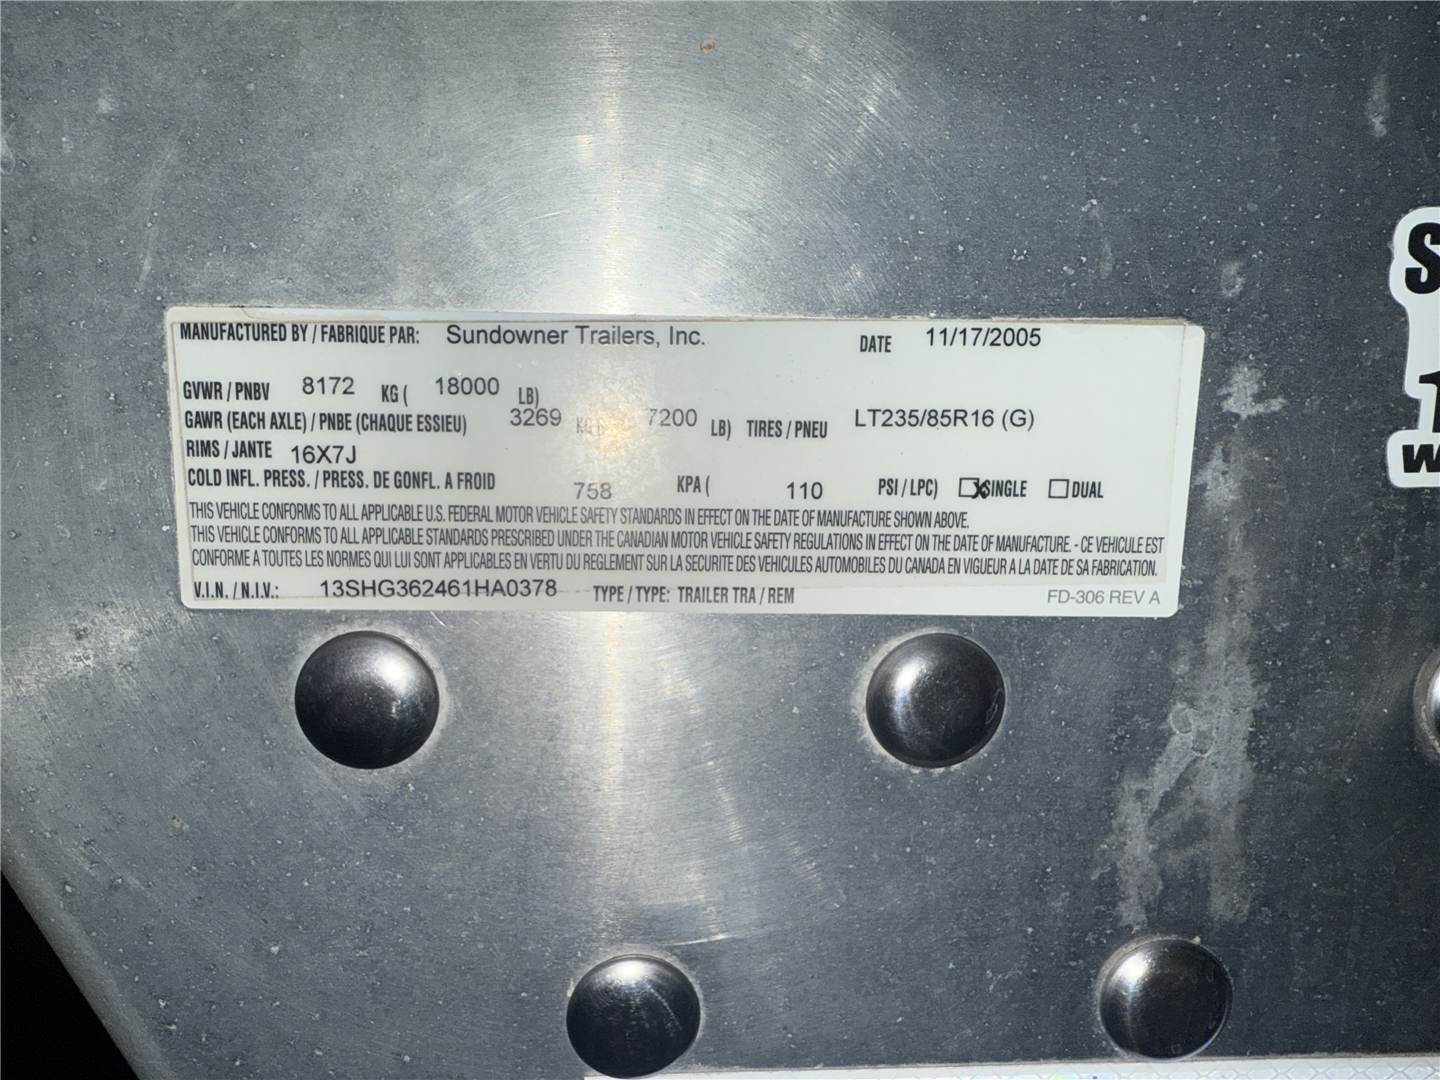 MANUFACTURED BY / FABRIQUE PAR: Sundowner Trailers, Inc. DATE 11/17/2005
GVWR / PNBV 8172 KG ( 18000 LB)
GAWR (EACH AXLE) / PNBE (CHAQUE ESSIEU) 3269 KG ( 7200 LB) TIRES / PNEU LT235/85R16 (G)
RIMS / JANTE 16X7J
COLD INFL. PRESS. / PRESS. DE GONFL. A FROID 758 KPA ( 110 PSI / LPC) ☒ SINGLE ☐ DUAL
THIS VEHICLE CONFORMS TO ALL APPLICABLE U.S. FEDERAL MOTOR VEHICLE SAFETY STANDARDS IN EFFECT ON THE DATE OF MANUFACTURE SHOWN ABOVE.
THIS VEHICLE CONFORMS TO ALL APPLICABLE STANDARDS PRESCRIBED UNDER THE CANADIAN MOTOR VEHICLE SAFETY REGULATIONS IN EFFECT ON THE DATE OF MANUFACTURE. - CE VEHICULE EST
CONFORME A TOUTES LES NORMES QUI LUI SONT APPLICABLES EN VERTU DU REGLEMENT SUR LA SECURITE DES VEHICULES AUTOMOBILES DU CANADA EN VIGUEUR A LA DATE DE SA FABRICATION.
V.I.N. / N.I.V.: 13SHG362461HA0378 TYPE / TYPE: TRAILER TRA / REM FD-306 REV A